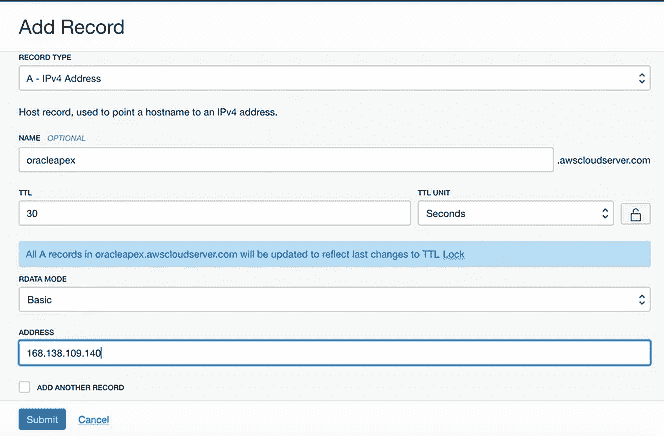 Add Record
RECORD TYPE
A - IPv4 Address
Host record, used to point a hostname to an IPv4 address.
NAME OPTIONAL
oracleapex .awscloudserver.com
TTL TTL UNIT
30 Seconds
All A records in oracleapex.awscloudserver.com will be updated to reflect last changes to TTL Lock
RDATA MODE
Basic
ADDRESS
168.138.109.140
ADD ANOTHER RECORD
Submit Cancel